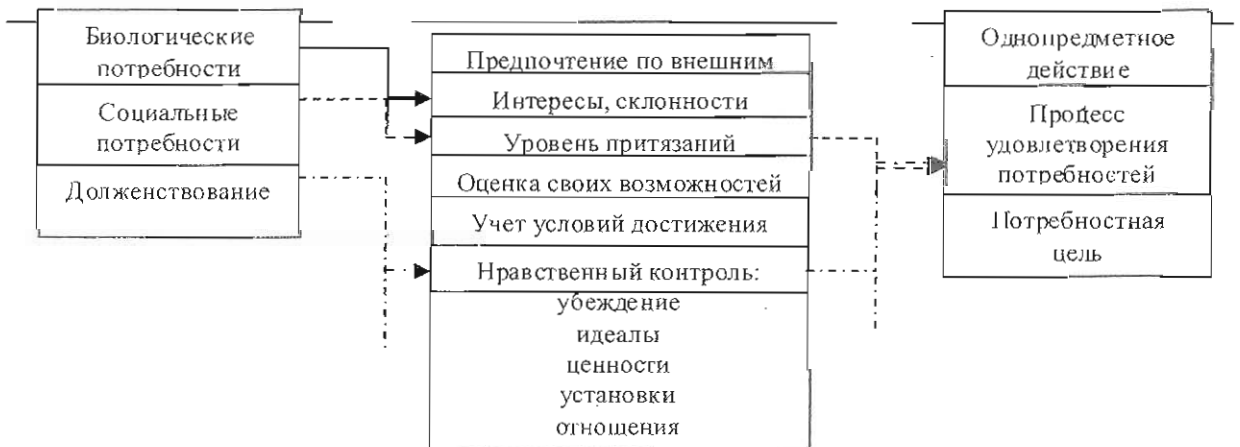 Биологические
потребности
Социальные
потребности
Долженствование
Предпочтение по внешним
Интересы, склонности
Уровень притязаний
Оценка своих возможностей
Учет условий достижения
Нравственный контроль:
убеждение
идеалы
ценности
установки
отношения
Однопредметное
действие
Процесс
удовлетворения
потребностей
Потребностная
цель